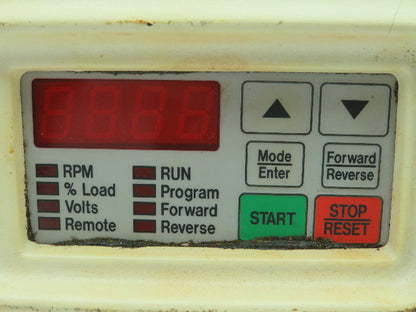 Mode
Enter
Forward
Reverse
RPM
% Load
Volts
Remote
RUN
Program
Forward
Reverse
START
STOP
RESET